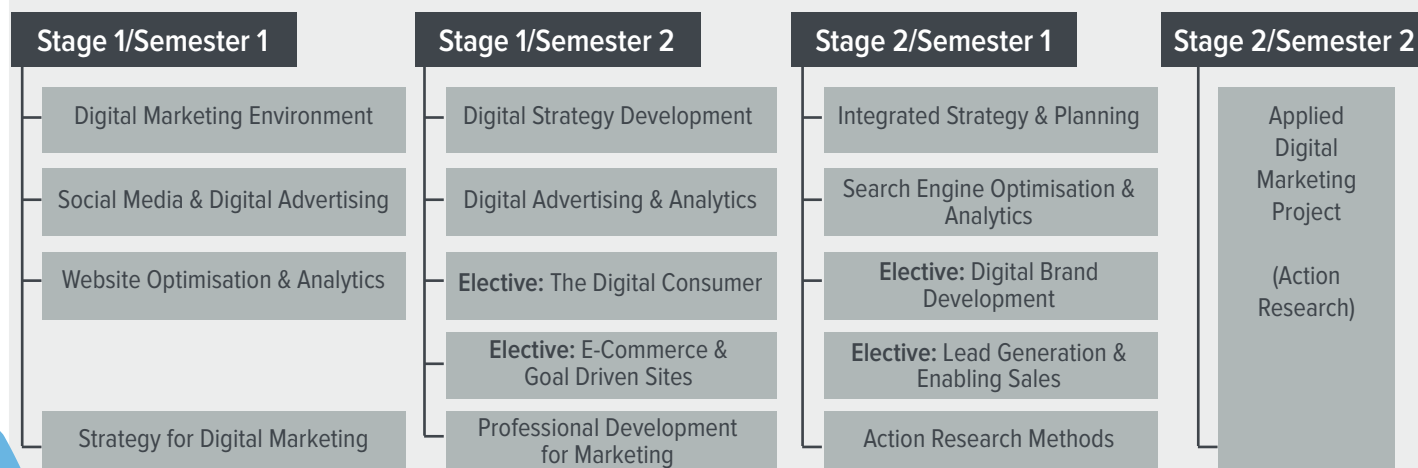 Stage 1/Semester 1
Digital Marketing Environment
Social Media & Digital Advertising
Website Optimisation & Analytics
Strategy for Digital Marketing
Stage 1/Semester 2
Digital Strategy Development
Digital Advertising & Analytics
Elective: The Digital Consumer
Elective: E-Commerce &
Goal Driven Sites
Professional Development
for Marketing
Stage 2/Semester 1
Integrated Strategy & Planning
Search Engine Optimisation &
Analytics
Elective: Digital Brand
Development
Elective: Lead Generation &
Enabling Sales
Action Research Methods
Stage 2/Semester 2
Applied
Digital
Marketing
Project
(Action
Research)